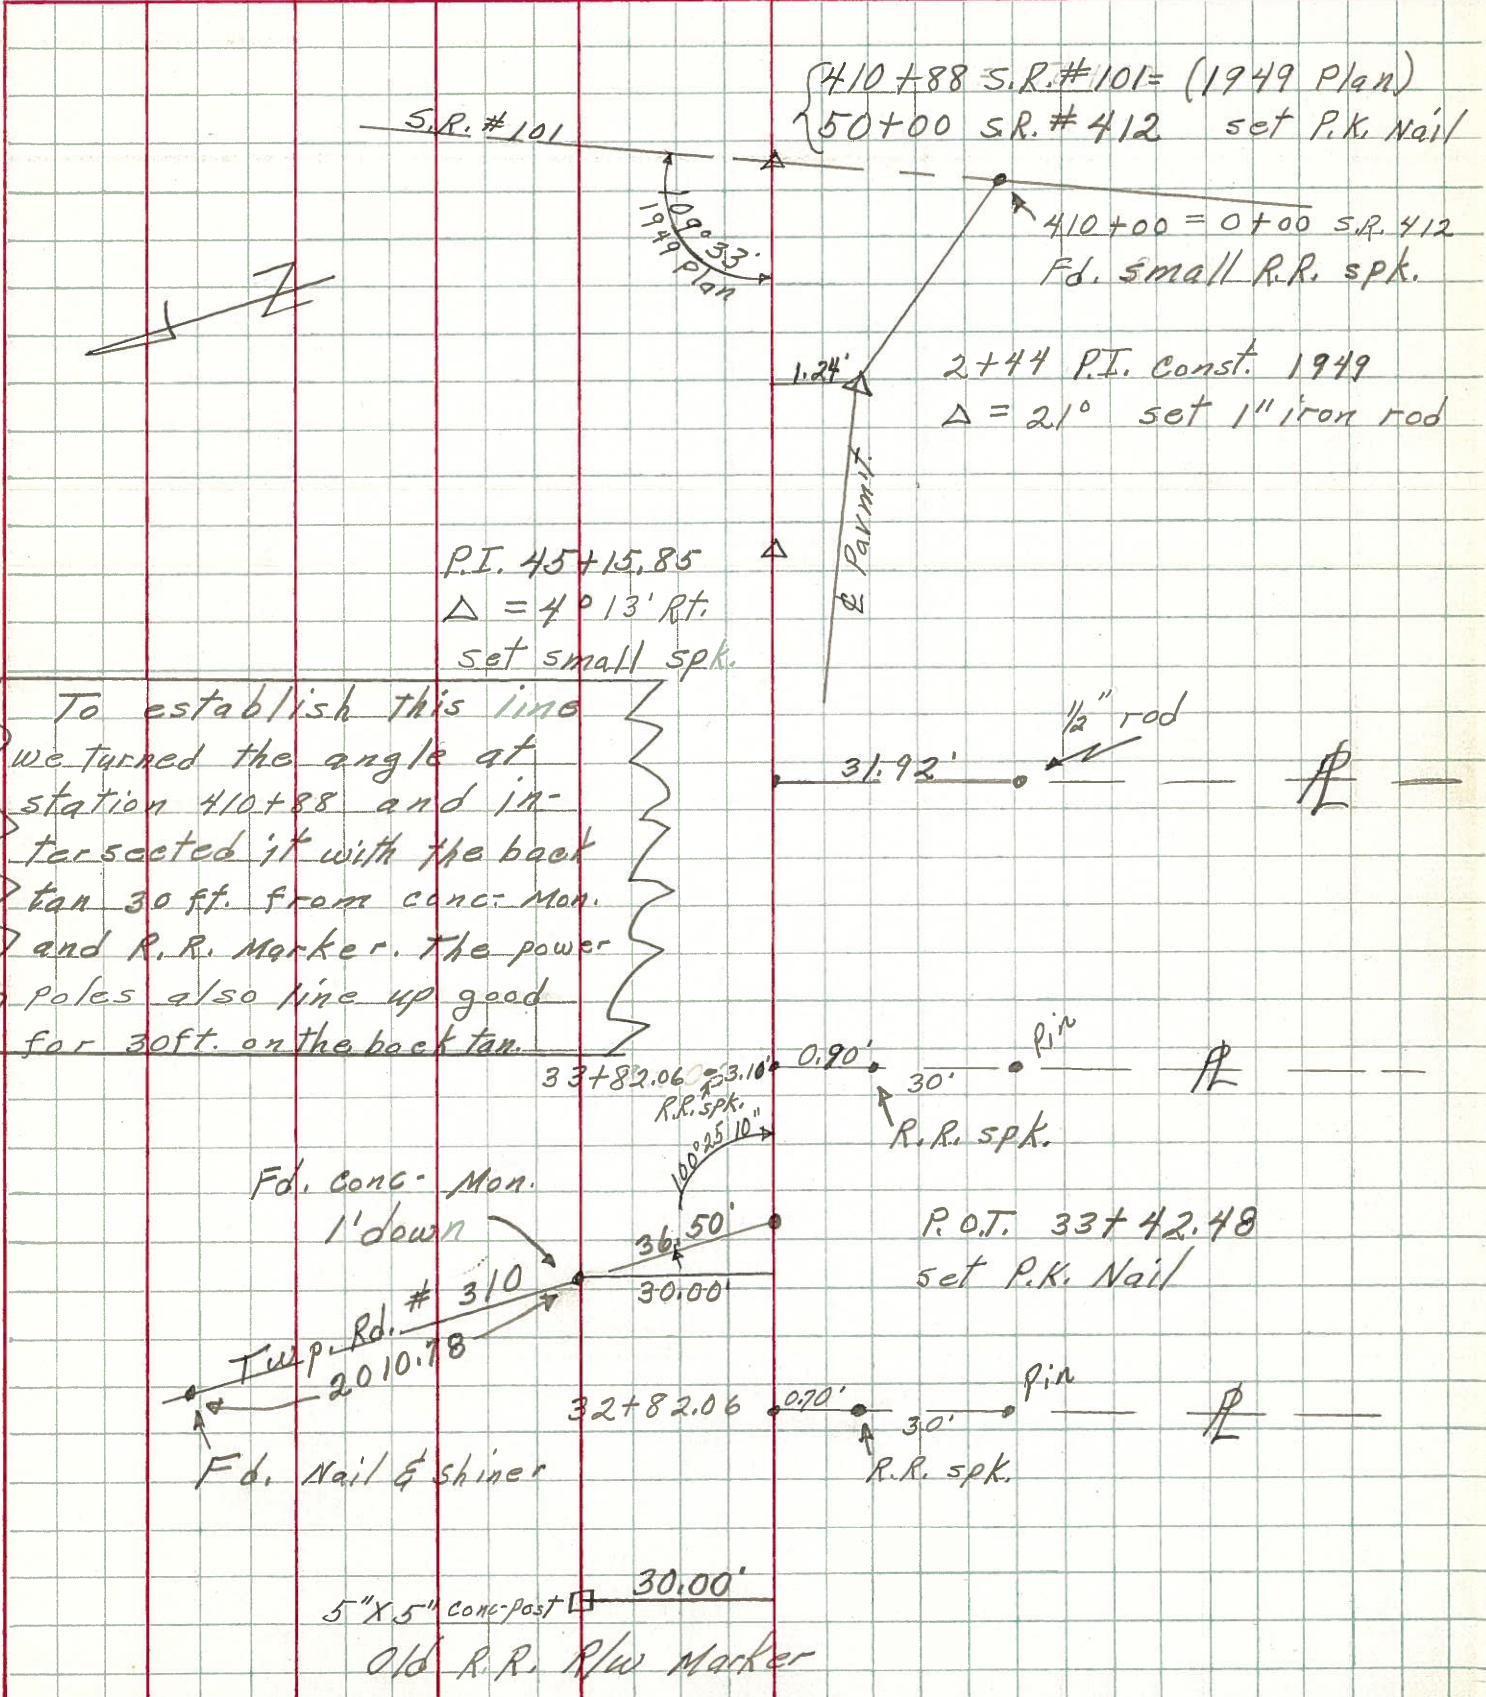 410+88 S.R.#101= (1949 Plan)
50+00 S.R.#412 set P.K. Nail
S.R. #101
109°33'
1949 Plan
410+00 = 0+00 S.R. 412
Fd. small R.R. spk.
Z
1.24'
2+44 P.I. Const. 1949
Δ = 21° set 1" iron rod
℄ Pavm't.
P.I. 45+15.85
Δ = 4°13' Rt.
set small spk.
To establish this line
we turned the angle at
station 410+88 and in-
tersected it with the back
tan 30 ft. from conc- Mon.
and R.R. Marker. The power
poles also line up good
for 30ft. on the back tan.
1/2" rod
31.92'
PL
33+82.06
3.10'
R.R. spk.
0.90'
30'
Pin
PL
R.R. spk.
100°25'10"
Fd. Conc- Mon.
1' down
36.50'
30.00'
P.O.T. 33+42.48
set P.K. Nail
Twp. Rd. # 310
2010.78
Fd. Nail & shiner
32+82.06
0.70'
30'
Pin
PL
R.R. spk.
30.00'
5"X5" conc-post
Old R.R. R/W Marker